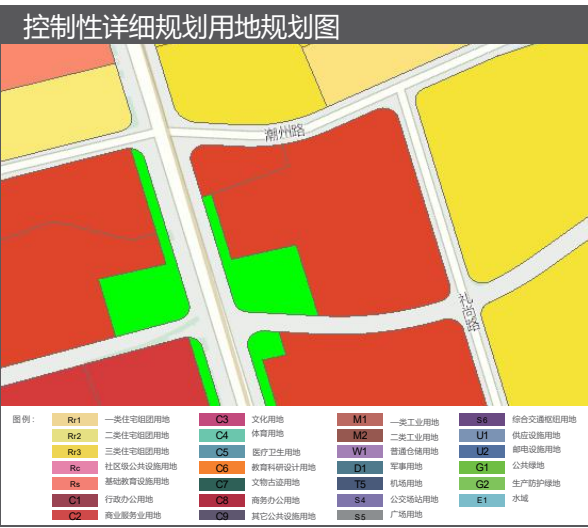 控制性详细规划用地规划图
潮州路
图例：
Rr1 一类住宅组团用地
Rr2 二类住宅组团用地
Rr3 三类住宅组团用地
Rc 社区级公共设施用地
Rs 基础教育设施用地
C1 行政办公用地
C2 商业服务业用地
C3 文化用地
C4 体育用地
C5 医疗卫生用地
C6 教育科研设计用地
C7 文物古迹用地
C8 商务办公用地
C9 其它公共设施用地
M1 一类工业用地
M2 二类工业用地
W1 普通仓储用地
D1 军事用地
T5 机场用地
S4 公交场站用地
S5 广场用地
S6 综合交通枢纽用地
U1 供应设施用地
U2 邮电设施用地
G1 公共绿地
G2 生产防护绿地
E1 水域